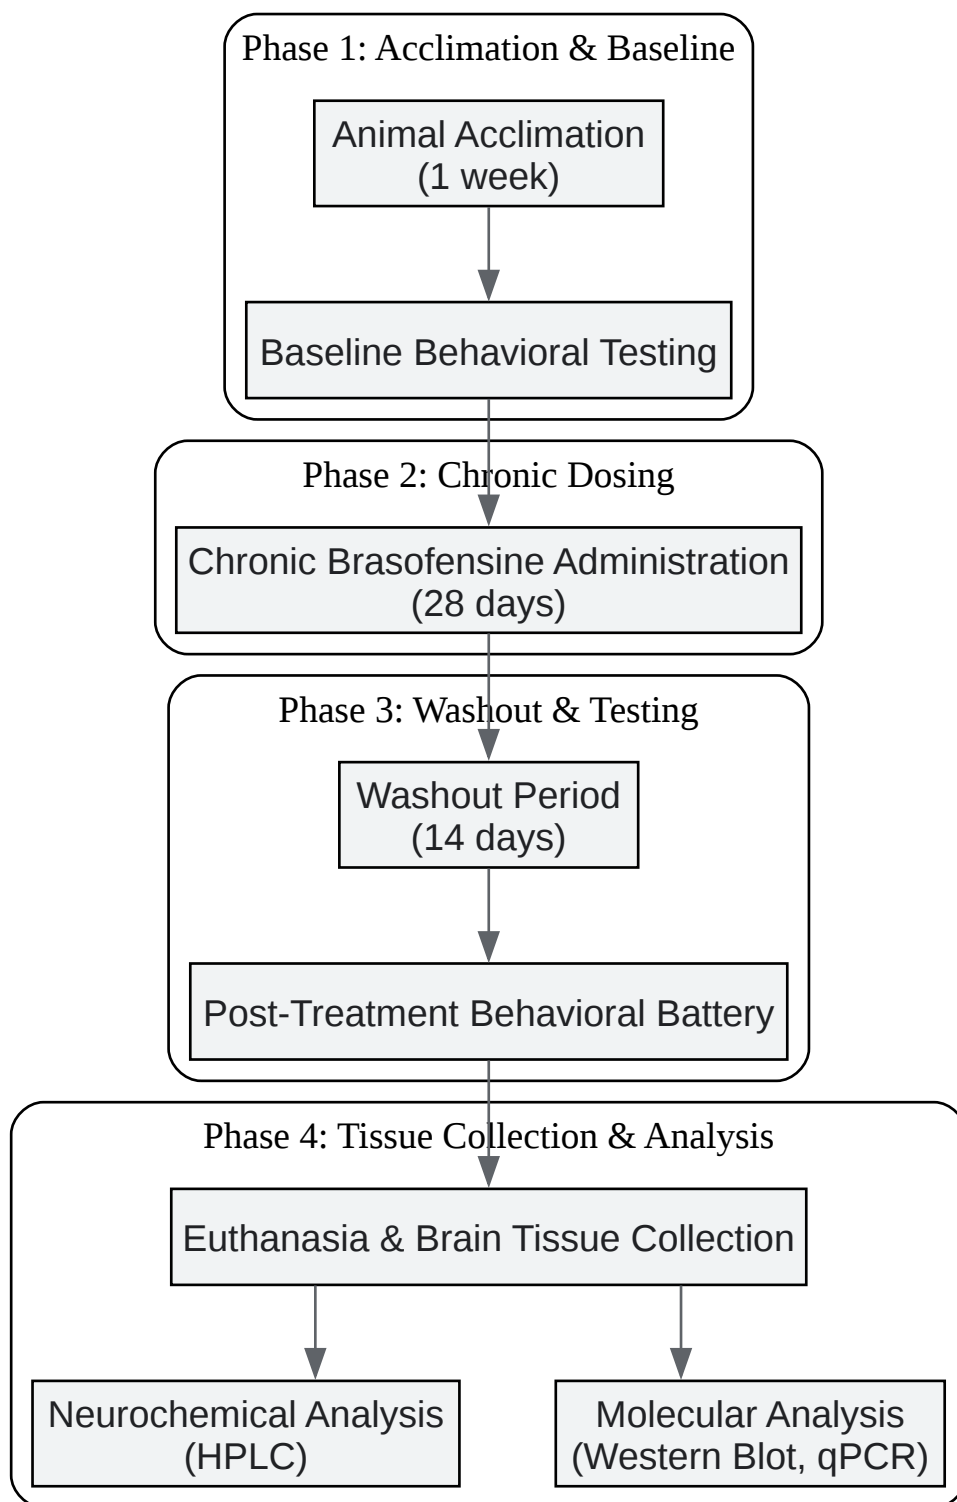 Phase 1: Acclimation & Baseline
Animal Acclimation
(1 week)
Baseline Behavioral Testing
Phase 2: Chronic Dosing
Chronic Brasofensine Administration
(28 days)
Phase 3: Washout & Testing
Washout Period
(14 days)
Post-Treatment Behavioral Battery
Phase 4: Tissue Collection & Analysis
Euthanasia & Brain Tissue Collection
Neurochemical Analysis
(HPLC)
Molecular Analysis
(Western Blot, qPCR)